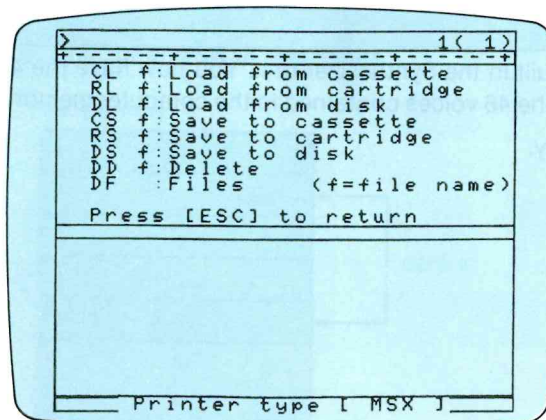 > 1( 1)
CL f:Load from cassette
RL f:Load from cartridge
DL f:Load from disk
CS f:Save to cassette
RS f:Save to cartridge
DS f:Save to disk
DD f:Delete
DF :Files (f=file name)
Press [ESC] to return
Printer type [ MSX ]